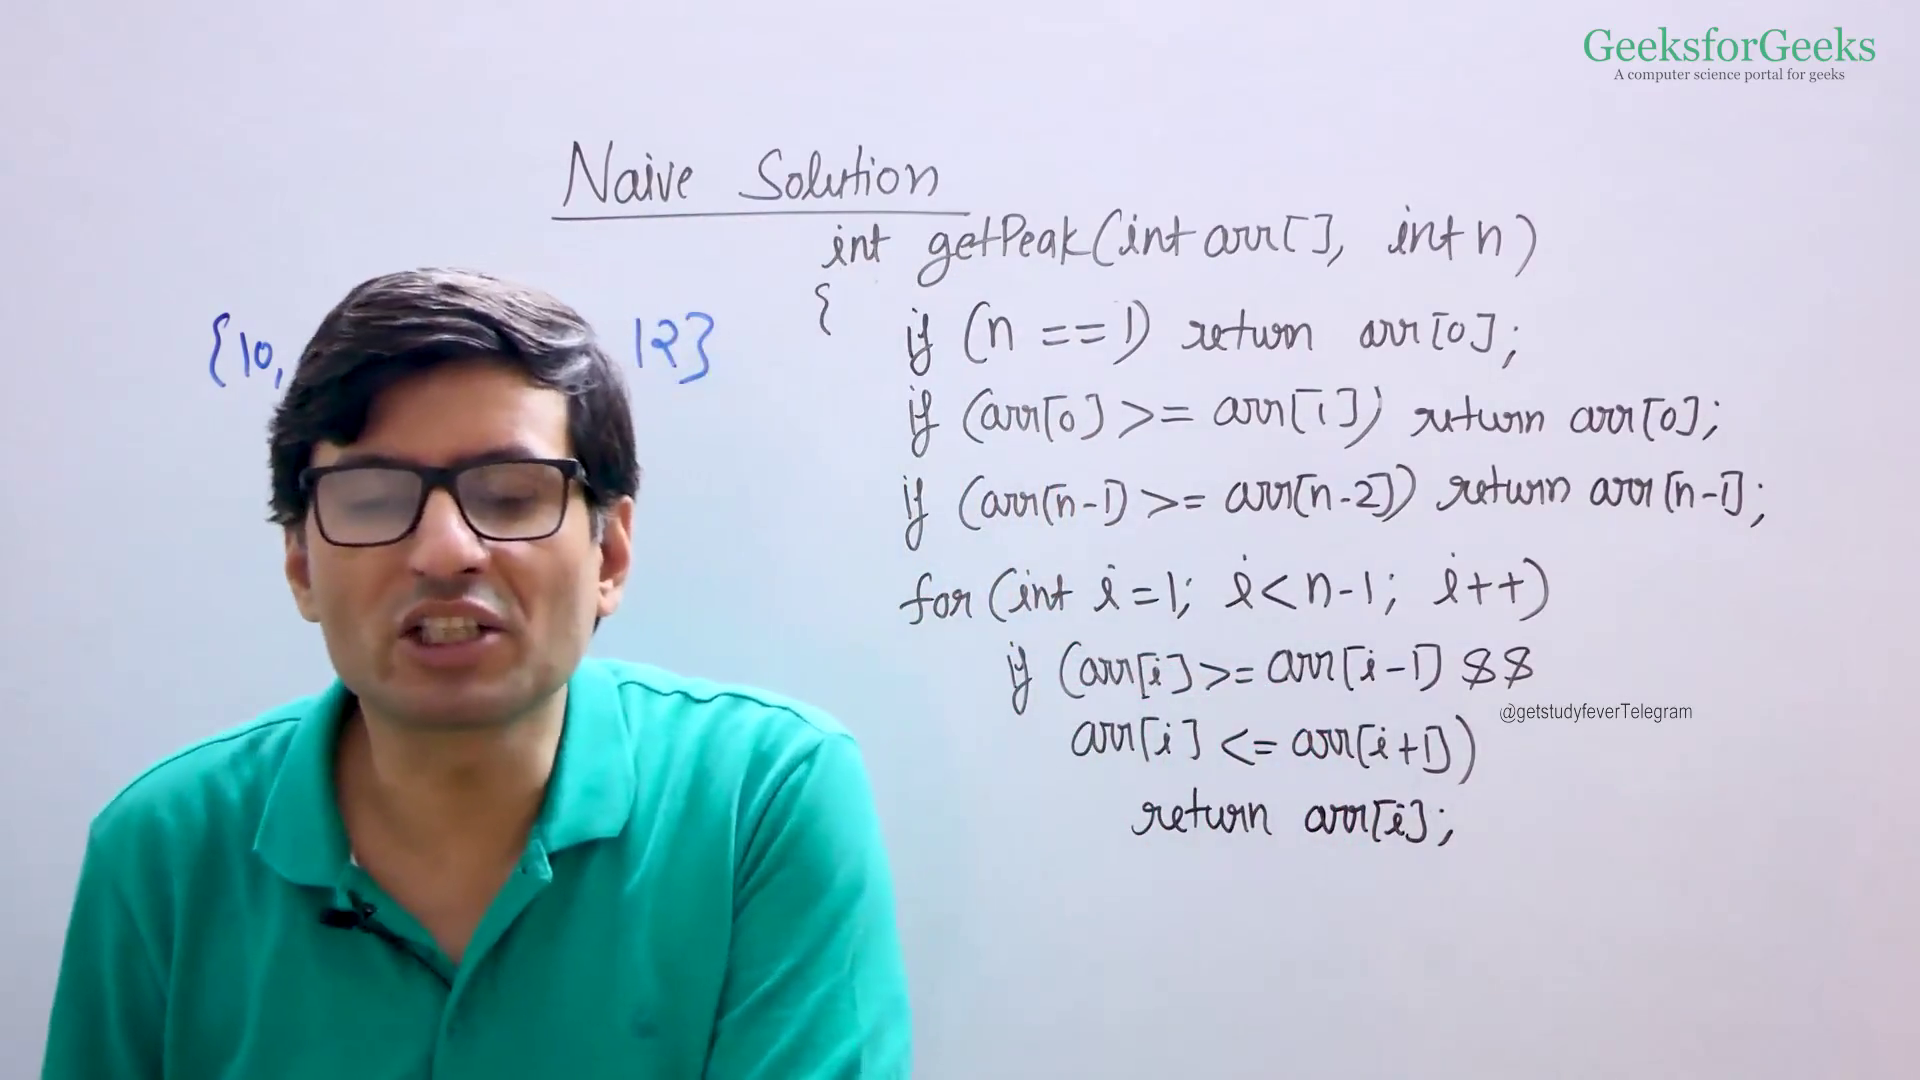 GeeksforGeeks
A computer science portal for geeks
Naive Solution
int getPeak(int arr[], int n)
{
{10, 12}
if (n == 1) return arr[0];
if (arr[0] >= arr[1]) return arr[0];
if (arr[n-1) >= arr[n-2]) return arr[n-1];
for (int i = 1; i < n-1; i++)
if (arr[i] >= arr[i-1] &&
@getstudyfeverTelegram
arr[i] <= arr[i+1])
return arr[i];